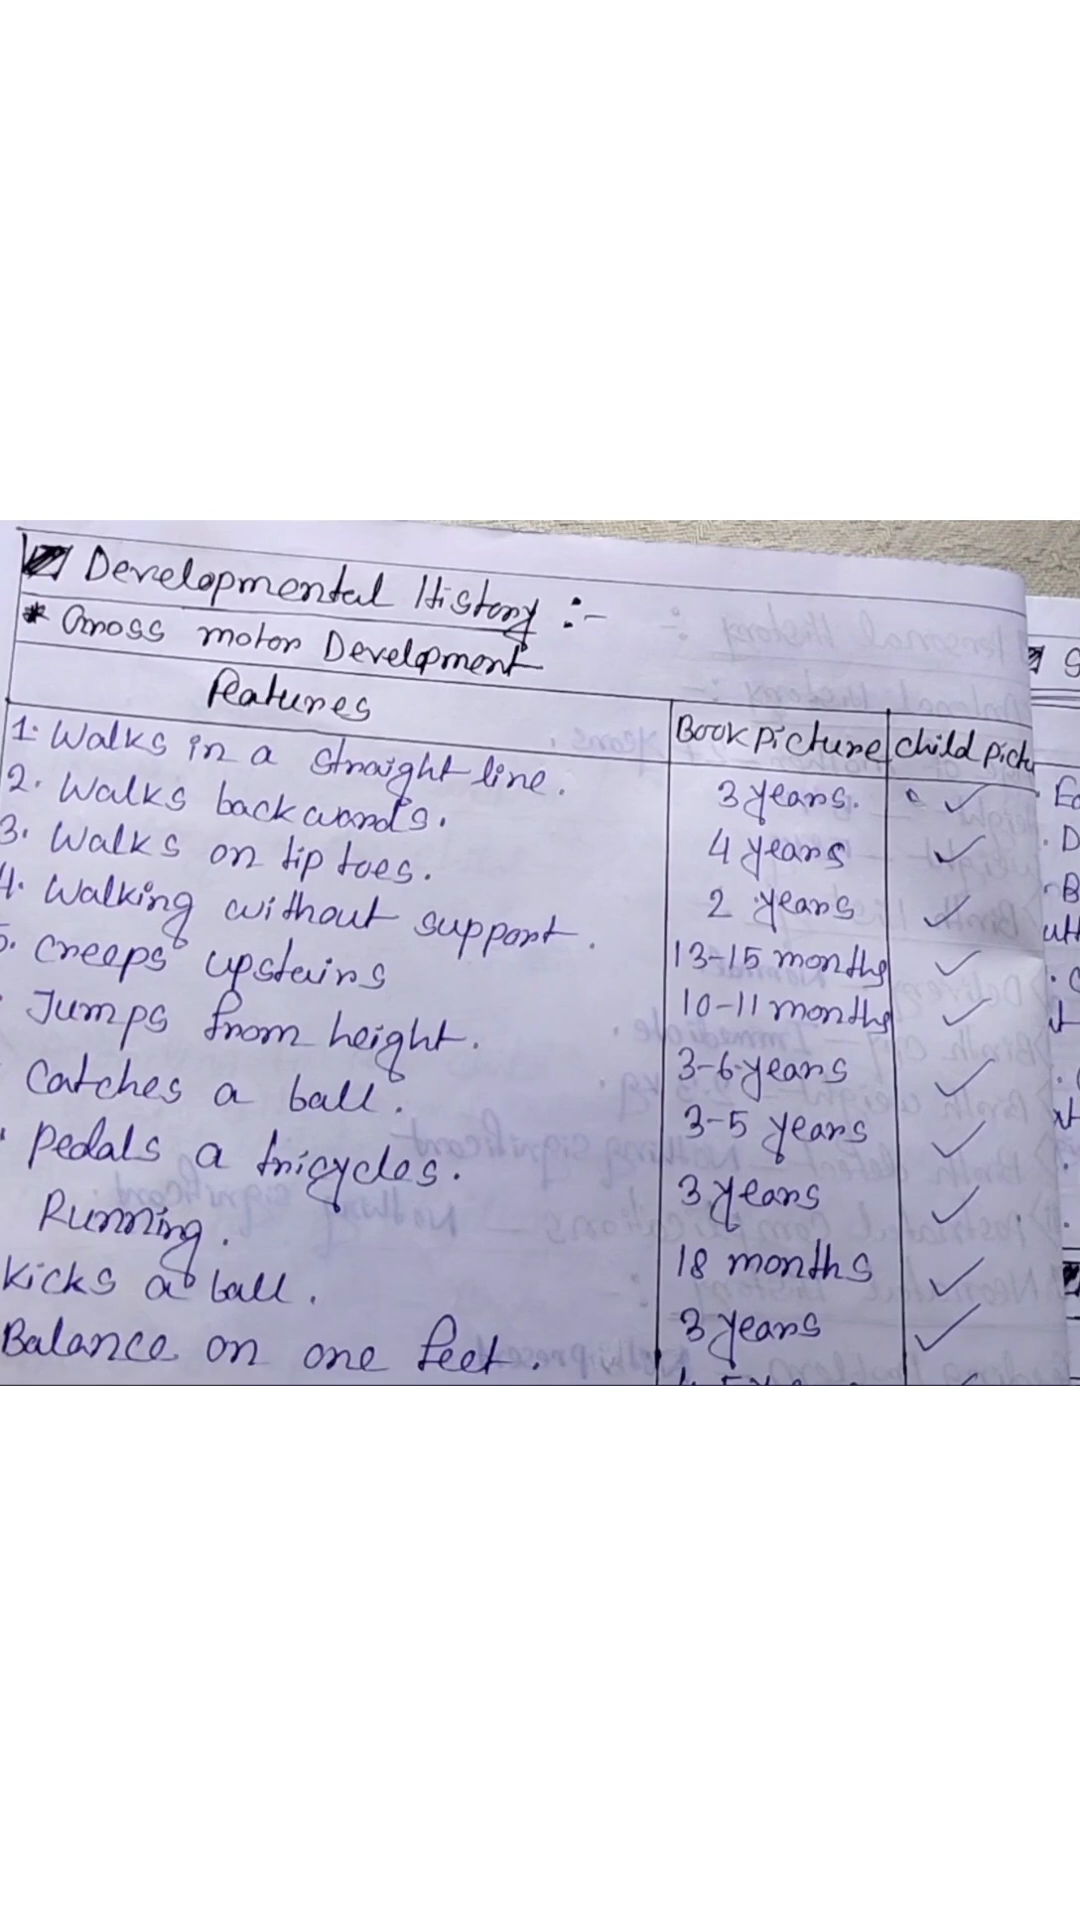 Developmental History :-
* Gross motor Development
Features | Book Picture | Child Pictu
1. Walks in a straight line. | 3 years. | ✓
2. Walks backwards. | 4 years | ✓
3. Walks on tip toes. | 2 years | ✓
4. Walking without support. | 13-15 months | ✓
5. Creeps upstairs | 10-11 months | ✓
Jumps from height. | 3-6 years | ✓
Catches a ball. | 3-5 years | ✓
Pedals a tricycles. | 3 years | ✓
Running. | 18 months | ✓
Kicks a ball. | 3 years | ✓
Balance on one feet.